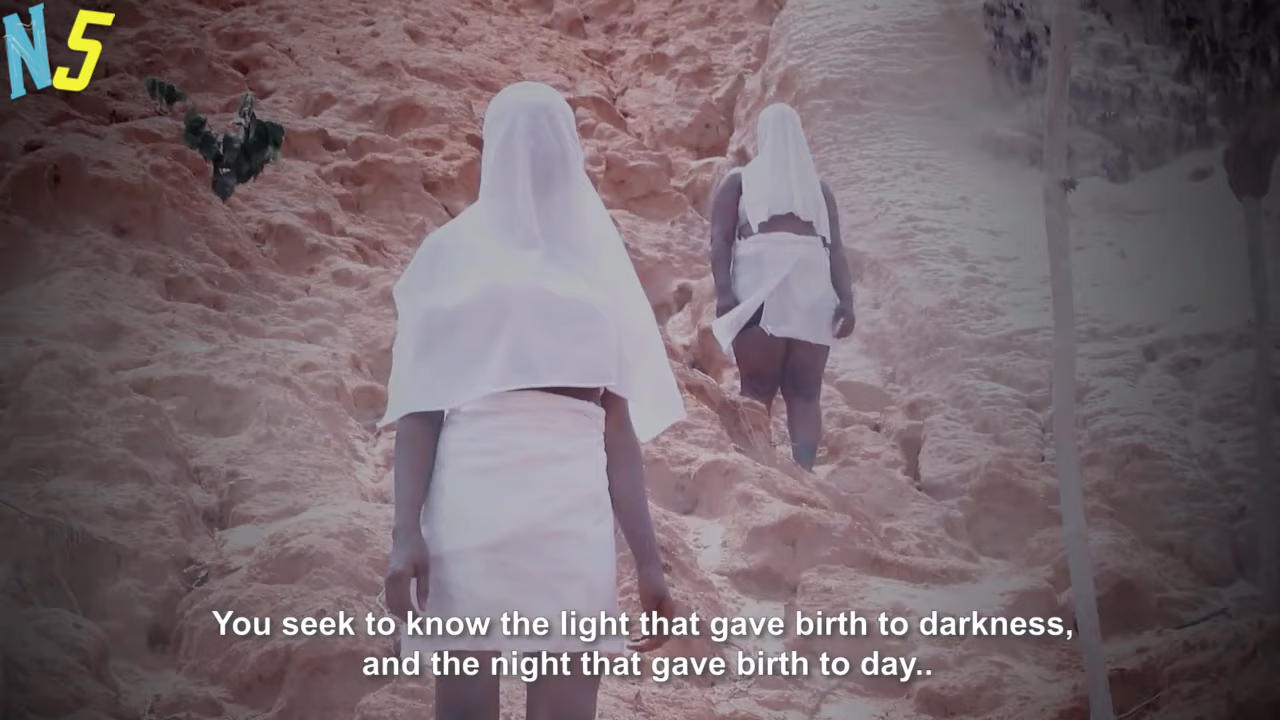 N5
You seek to know the light that gave birth to darkness,
and the night that gave birth to day..